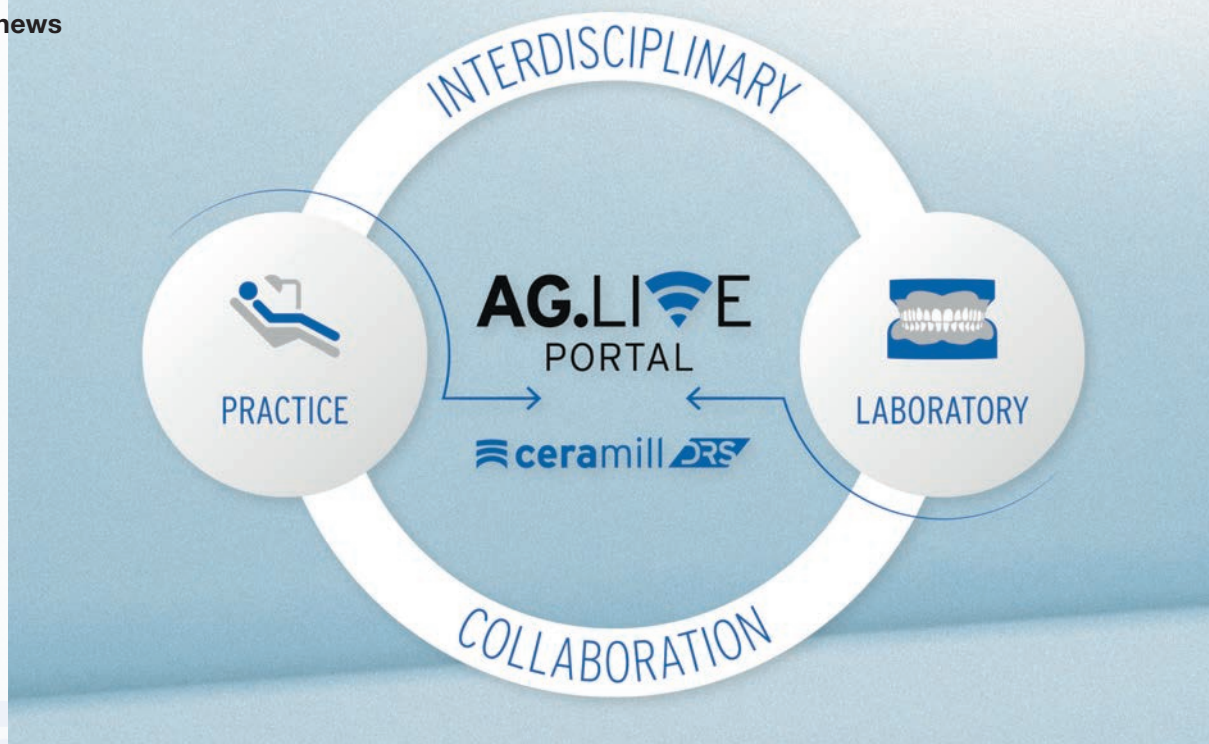 news
INTERDISCIPLINARY
AG.LIVE
PORTAL
PRACTICE
LABORATORY
ceramill DRS
COLLABORATION